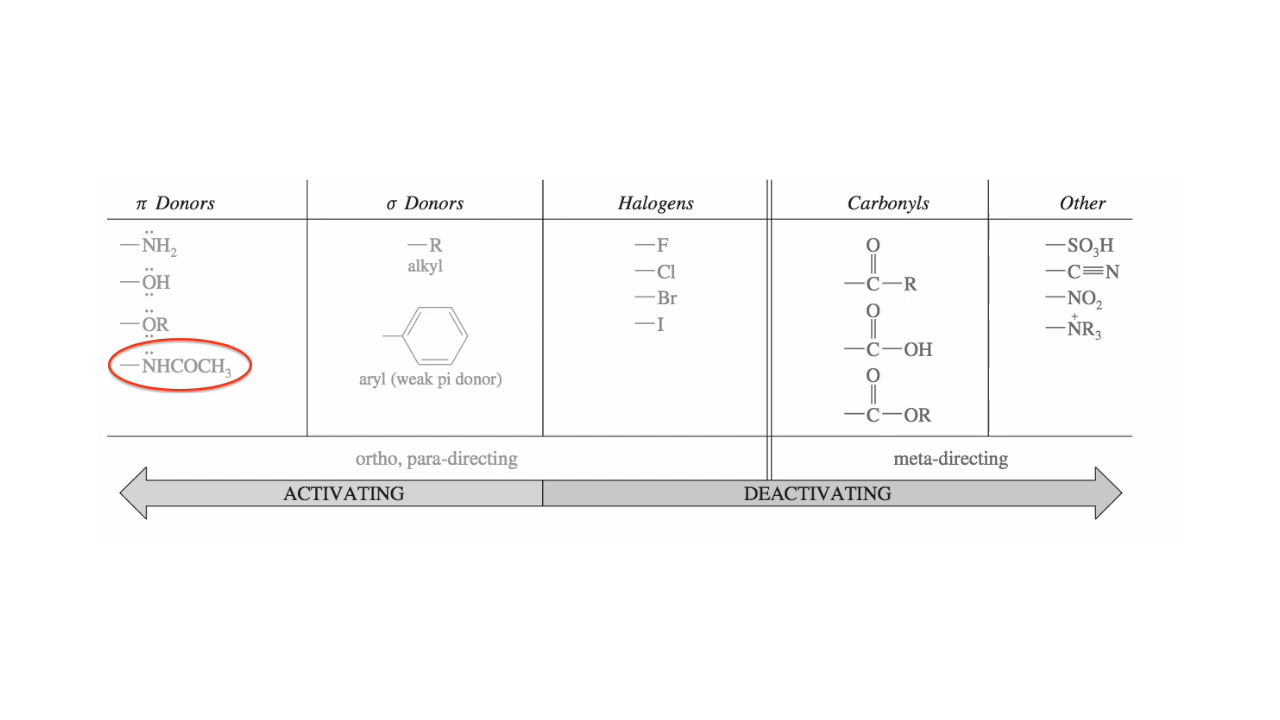 π Donors
σ Donors
Halogens
Carbonyls
Other
—N̈H₂
—ÖH
—ÖR
—N̈HCOCH₃
—R
alkyl
aryl (weak pi donor)
—F
—Cl
—Br
—I
O
—C—R
O
—C—OH
O
—C—OR
—SO₃H
—C≡N
—NO₂
+
—NR₃
ortho, para-directing
meta-directing
ACTIVATING
DEACTIVATING